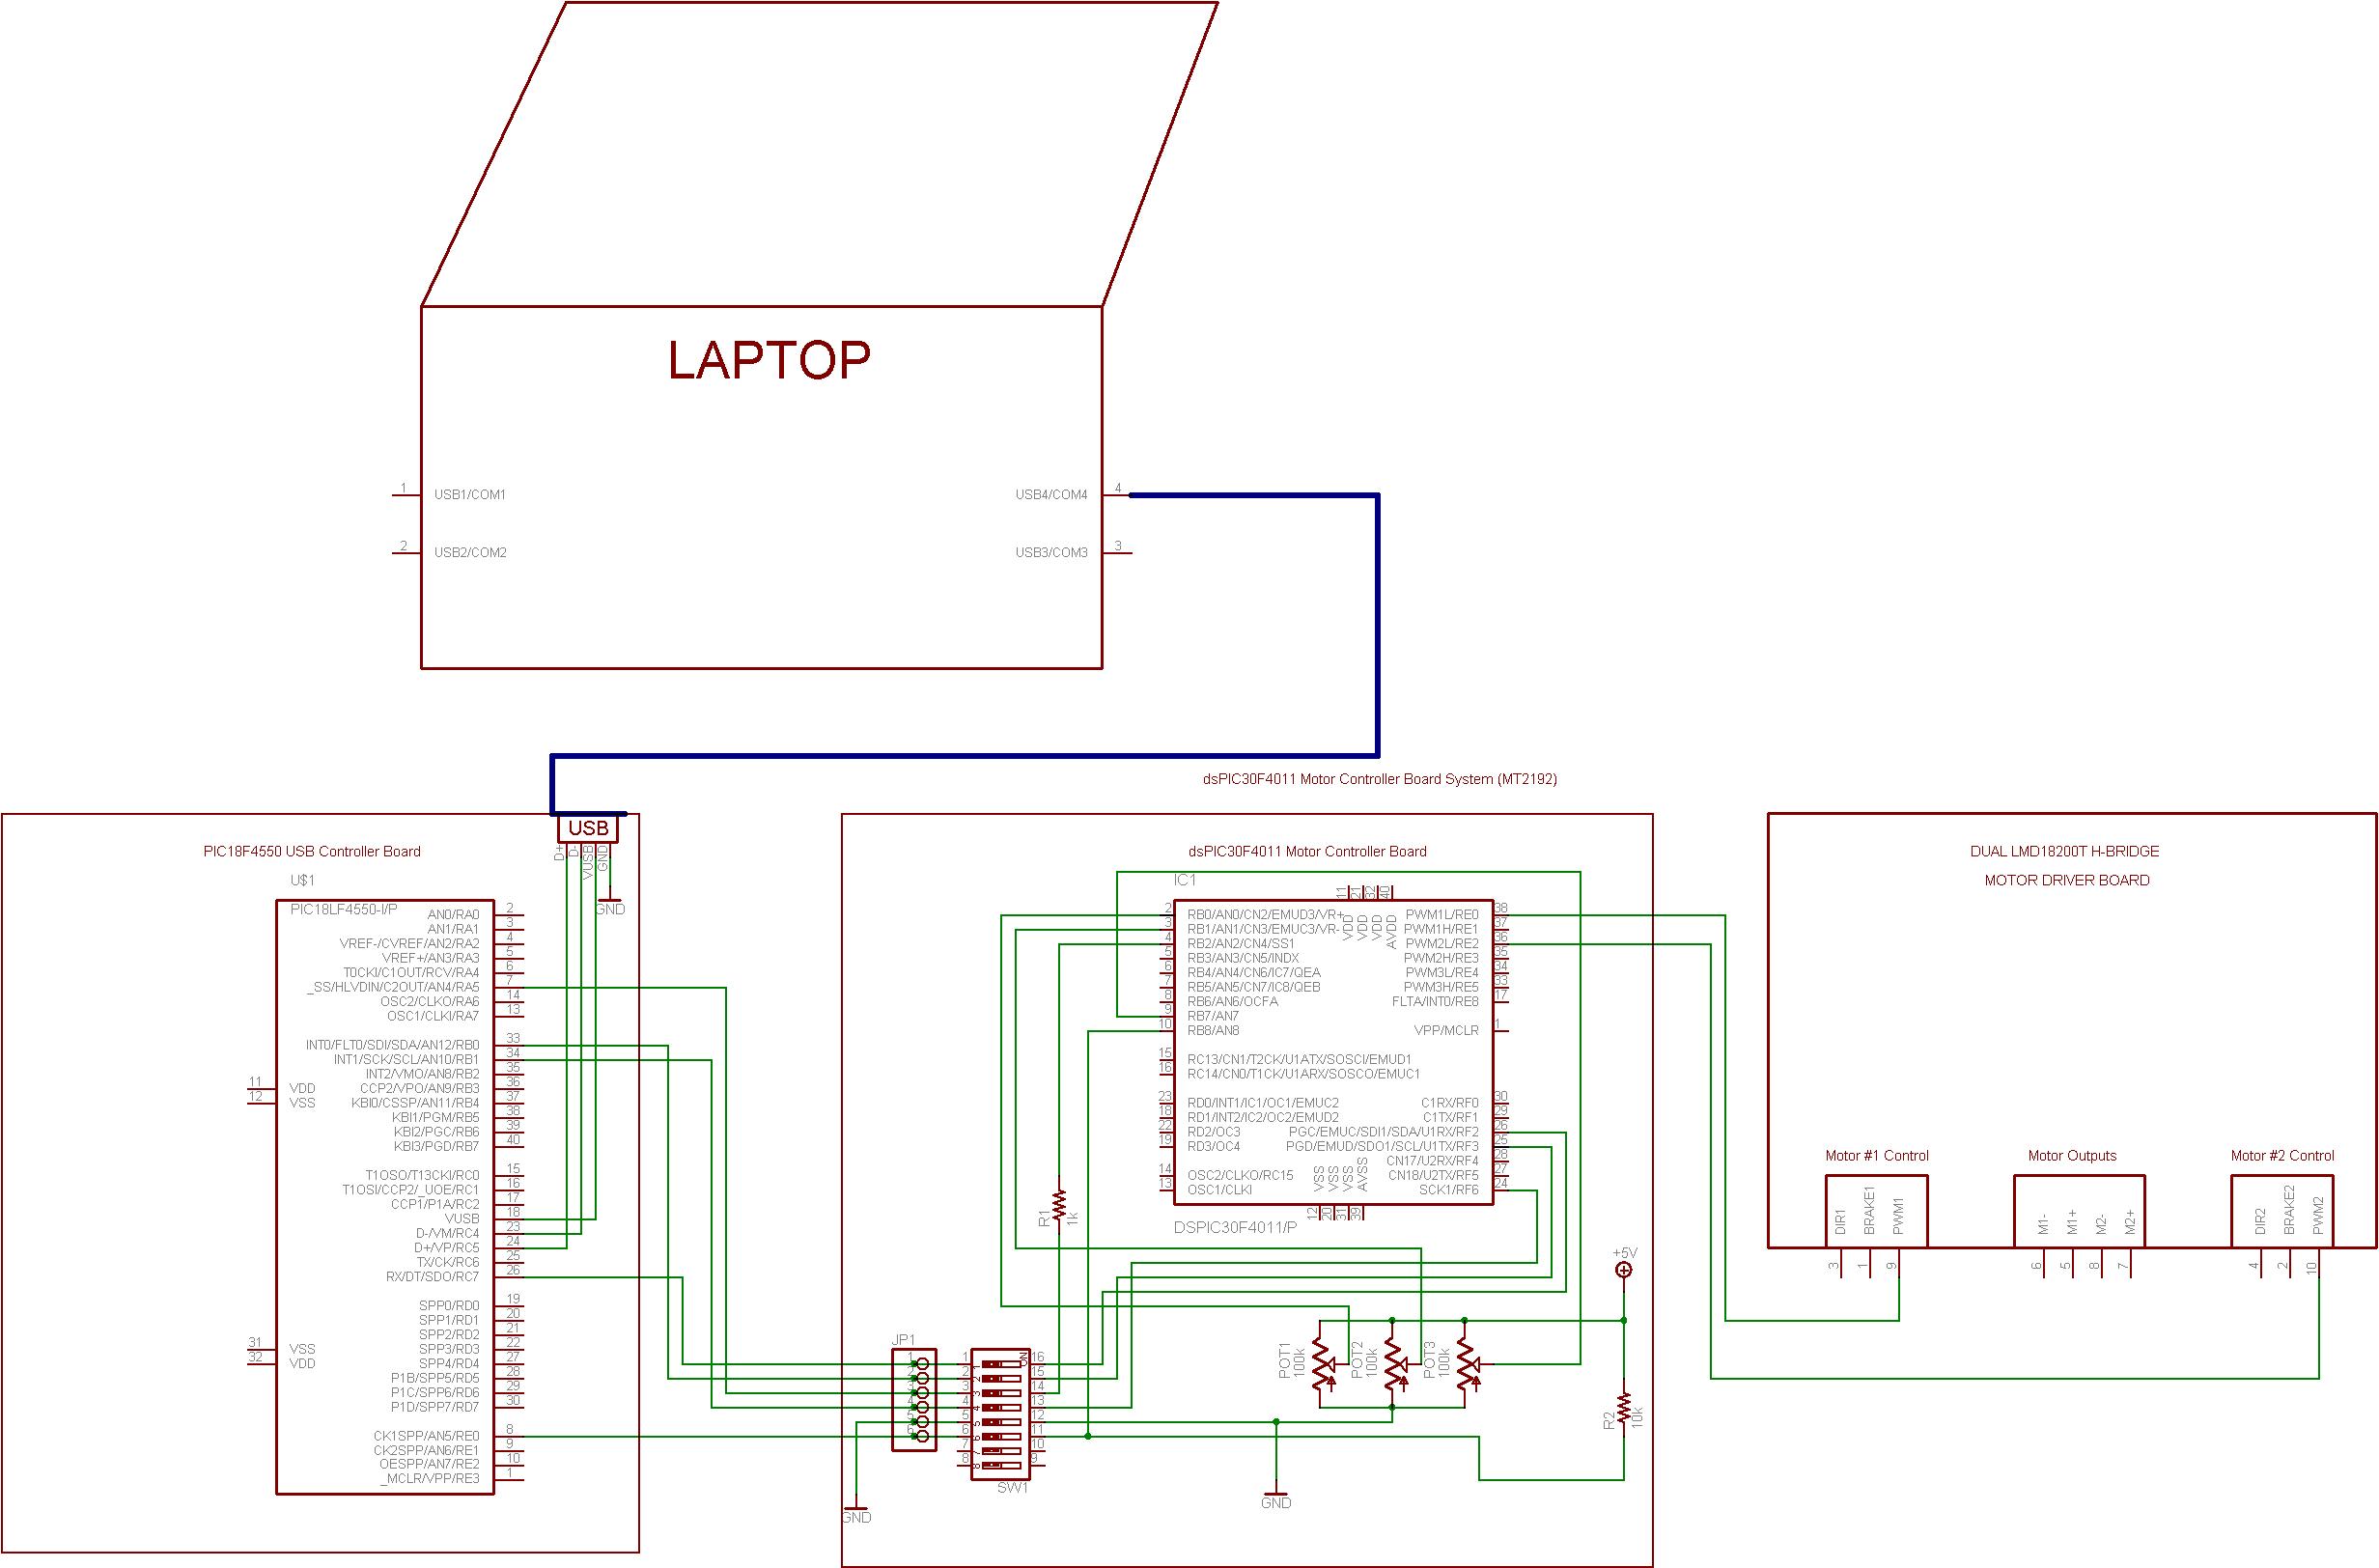 LAPTOP
1 USB1/COM1
USB4/COM4 4
2 USB2/COM2
USB3/COM3 3
dsPIC30F4011 Motor Controller Board System (MT2192)
USB
D+
D-
VUSB
GND
GND
PIC18F4550 USB Controller Board
U$1
PIC18LF4550-I/P
AN0/RA0 2
AN1/RA1 3
VREF-/CVREF/AN2/RA2 4
VREF+/AN3/RA3 5
T0CKI/C1OUT/RCV/RA4 6
_SS/HLVDIN/C2OUT/AN4/RA5 7
OSC2/CLKO/RA6 14
OSC1/CLKI/RA7 13
INT0/FLT0/SDI/SDA/AN12/RB0 33
INT1/SCK/SCL/AN10/RB1 34
INT2/VMO/AN8/RB2 35
CCP2/VPO/AN9/RB3 36
KBI0/CSSP/AN11/RB4 37
KBI1/PGM/RB5 38
KBI2/PGC/RB6 39
KBI3/PGD/RB7 40
11 VDD
12 VSS
T1OSO/T13CKI/RC0 15
T1OSI/CCP2/_UOE/RC1 16
CCP1/P1A/RC2 17
VUSB 18
D-/VM/RC4 23
D+/VP/RC5 24
TX/CK/RC6 25
RX/DT/SDO/RC7 26
SPP0/RD0 19
SPP1/RD1 20
SPP2/RD2 21
SPP3/RD3 22
SPP4/RD4 27
P1B/SPP5/RD5 28
P1C/SPP6/RD6 29
P1D/SPP7/RD7 30
31 VSS
32 VDD
CK1SPP/AN5/RE0 8
CK2SPP/AN6/RE1 9
OESPP/AN7/RE2 10
_MCLR/VPP/RE3 1
dsPIC30F4011 Motor Controller Board
IC1
11 21 32 40
VDD VDD VDD AVDD
2 RB0/AN0/CN2/EMUD3/VR+
3 RB1/AN1/CN3/EMUC3/VR-
4 RB2/AN2/CN4/SS1
5 RB3/AN3/CN5/INDX
6 RB4/AN4/CN6/IC7/QEA
7 RB5/AN5/CN7/IC8/QEB
8 RB6/AN6/OCFA
9 RB7/AN7
10 RB8/AN8
15 RC13/CN1/T2CK/U1ATX/SOSCI/EMUD1
16 RC14/CN0/T1CK/U1ARX/SOSCO/EMUC1
23 RD0/INT1/IC1/OC1/EMUC2
18 RD1/INT2/IC2/OC2/EMUD2
22 RD2/OC3
19 RD3/OC4
14 OSC2/CLKO/RC15
13 OSC1/CLKI
PWM1L/RE0 38
PWM1H/RE1 37
PWM2L/RE2 36
PWM2H/RE3 35
PWM3L/RE4 34
PWM3H/RE5 33
FLTA/INT0/RE8 17
VPP/MCLR 1
C1RX/RF0 30
C1TX/RF1 29
PGC/EMUC/SDI1/SDA/U1RX/RF2 26
PGD/EMUD/SDO1/SCL/U1TX/RF3 25
CN17/U2RX/RF4 28
CN18/U2TX/RF5 27
SCK1/RF6 24
VSS VSS VSS AVSS
12 20 31 39
DSPIC30F4011/P
R1
1k
+5V
JP1
1
2
3
4
5
6
ON
1 1 16
2 2 15
3 3 14
4 4 13
5 5 12
6 6 11
7 7 10
8 8 9
SW1
GND
GND
POT1
100k
POT2
100k
POT3
100k
R2
10k
DUAL LMD18200T H-BRIDGE
MOTOR DRIVER BOARD
Motor #1 Control
DIR1 BRAKE1 PWM1
3 1 9
Motor Outputs
M1- M1+ M2- M2+
6 5 8 7
Motor #2 Control
DIR2 BRAKE2 PWM2
4 2 10